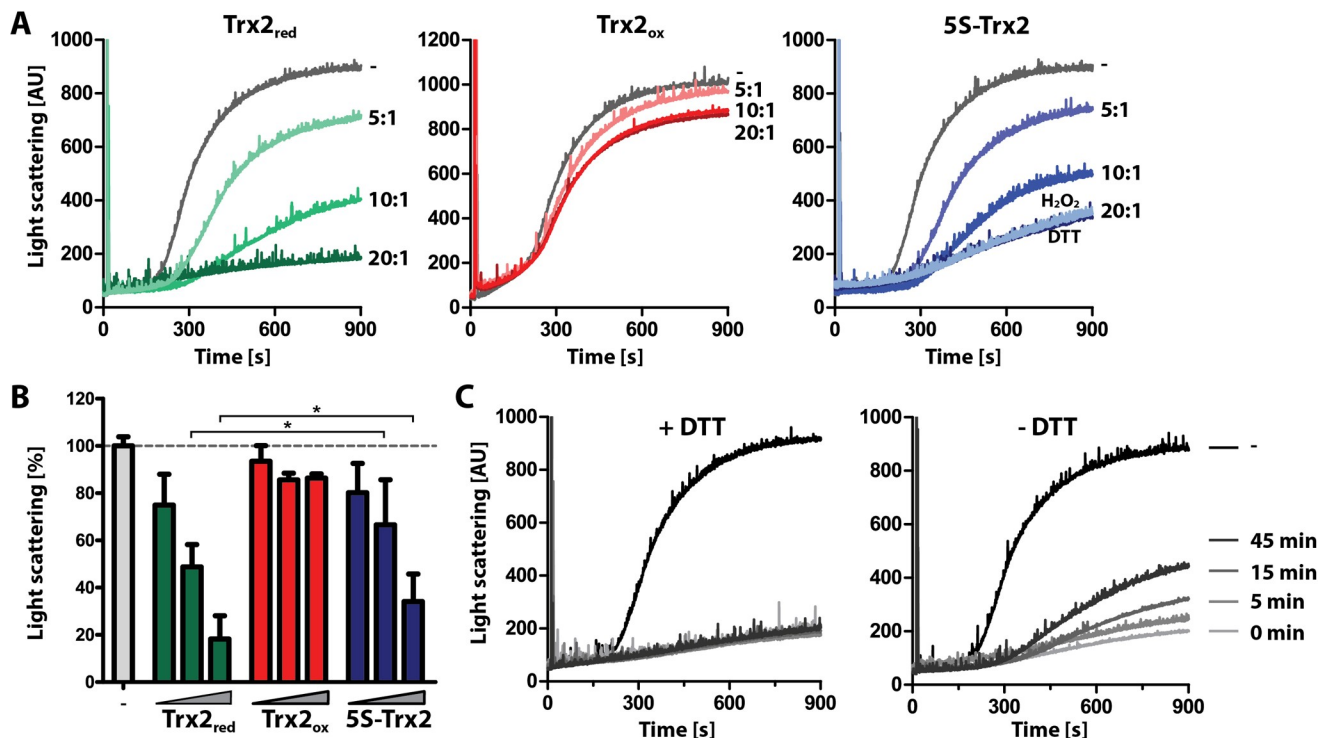 A
Trx2red
Trx2ox
5S-Trx2
Light scattering [AU]
1000
800
600
400
200
0
0
300
600
900
Time [s]
-
5:1
10:1
20:1
1200
1000
800
600
400
200
0
0
300
600
900
Time [s]
-
5:1
10:1
20:1
1000
800
600
400
200
0
0
300
600
900
Time [s]
-
5:1
10:1
H2O2
20:1
DTT
B
Light scattering [%]
120
100
80
60
40
20
0
*
*
-
Trx2red
Trx2ox
5S-Trx2
C
+ DTT
- DTT
Light scattering [AU]
1000
800
600
400
200
0
0
300
600
900
Time [s]
1000
800
600
400
200
0
0
300
600
900
Time [s]
-
45 min
15 min
5 min
0 min